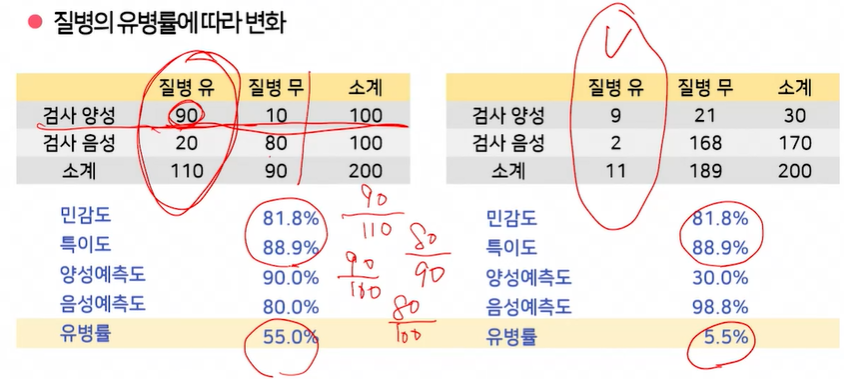 ● 질병의 유병률에 따라 변화
질병 유 질병 무 소계
검사 양성 90 10 100
검사 음성 20 80 100
소계 110 90 200
민감도 81.8%
특이도 88.9%
양성예측도 90.0%
음성예측도 80.0%
유병률 55.0%
90
110
80
90
90
100
80
100
질병 유 질병 무 소계
검사 양성 9 21 30
검사 음성 2 168 170
소계 11 189 200
민감도 81.8%
특이도 88.9%
양성예측도 30.0%
음성예측도 98.8%
유병률 5.5%